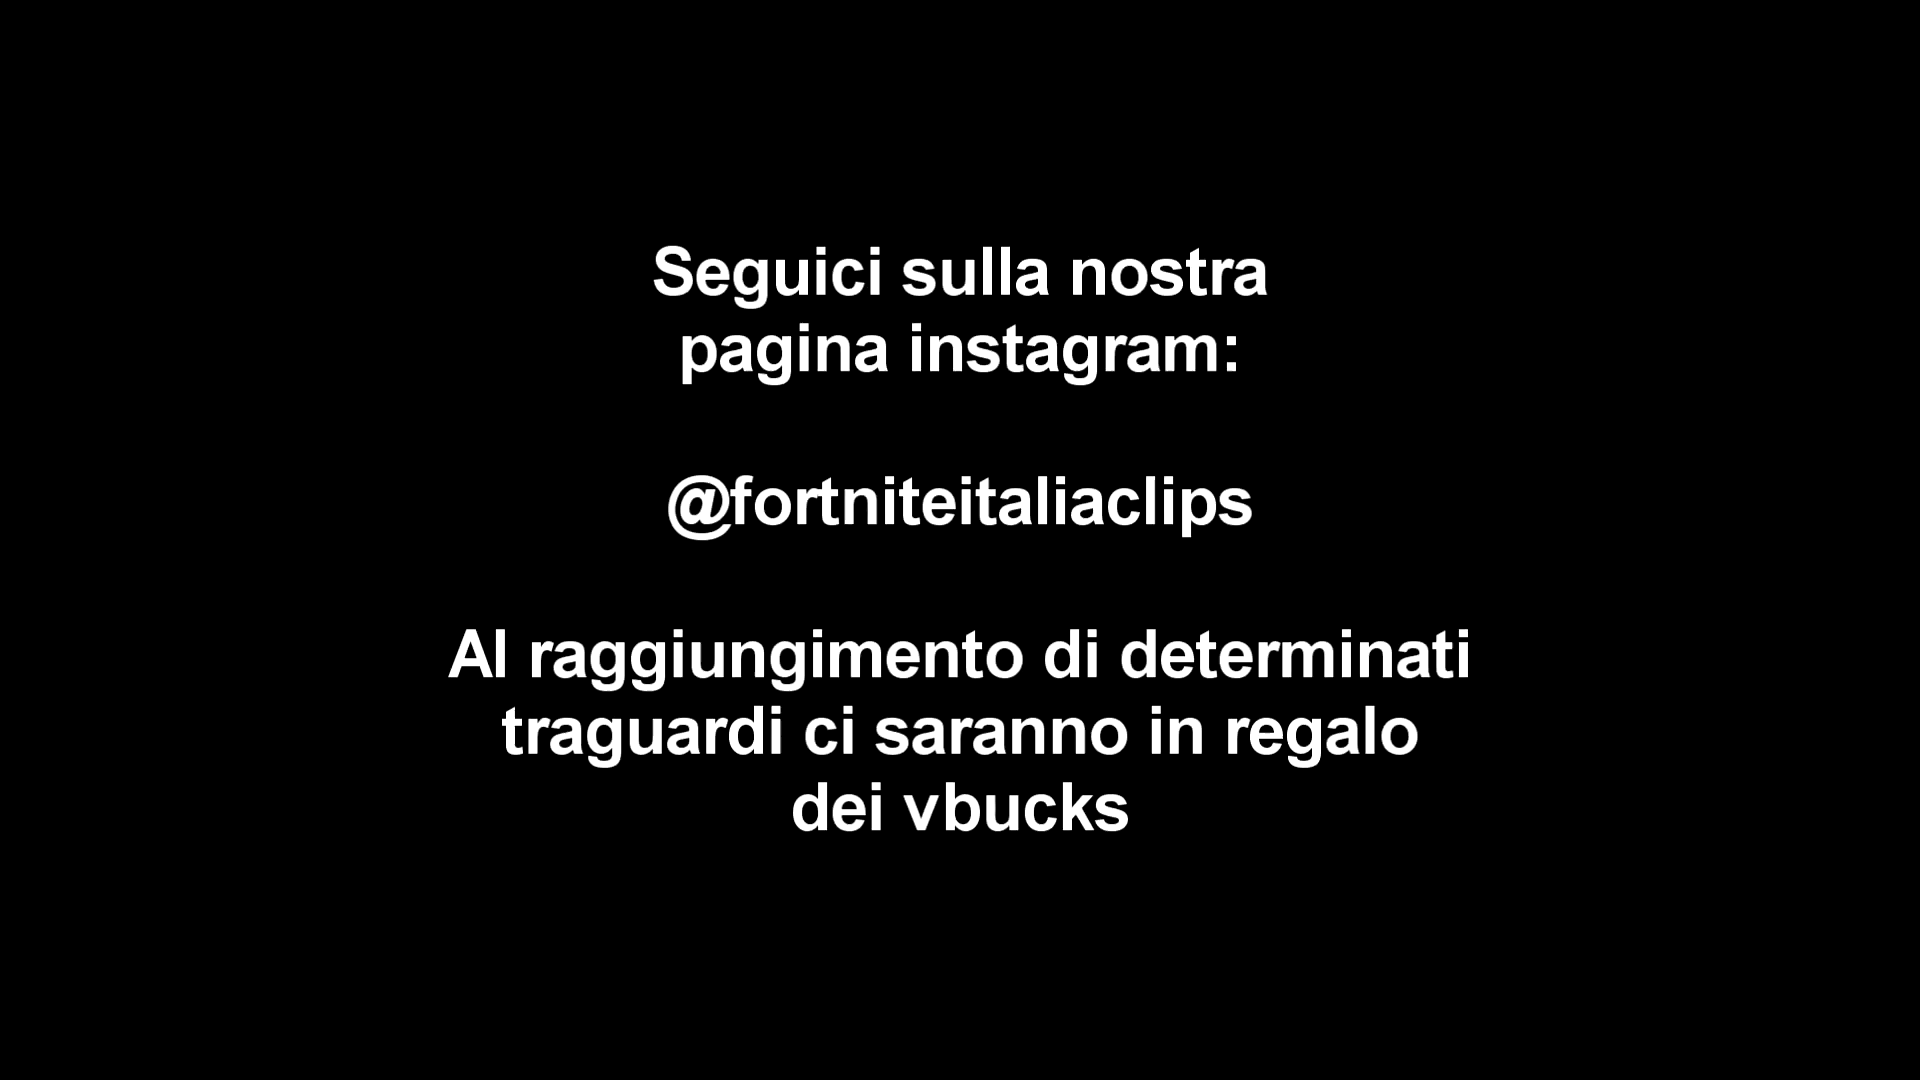 Seguici sulla nostra
pagina instagram:
@fortniteitaliaclips
Al raggiungimento di determinati
traguardi ci saranno in regalo
dei vbucks